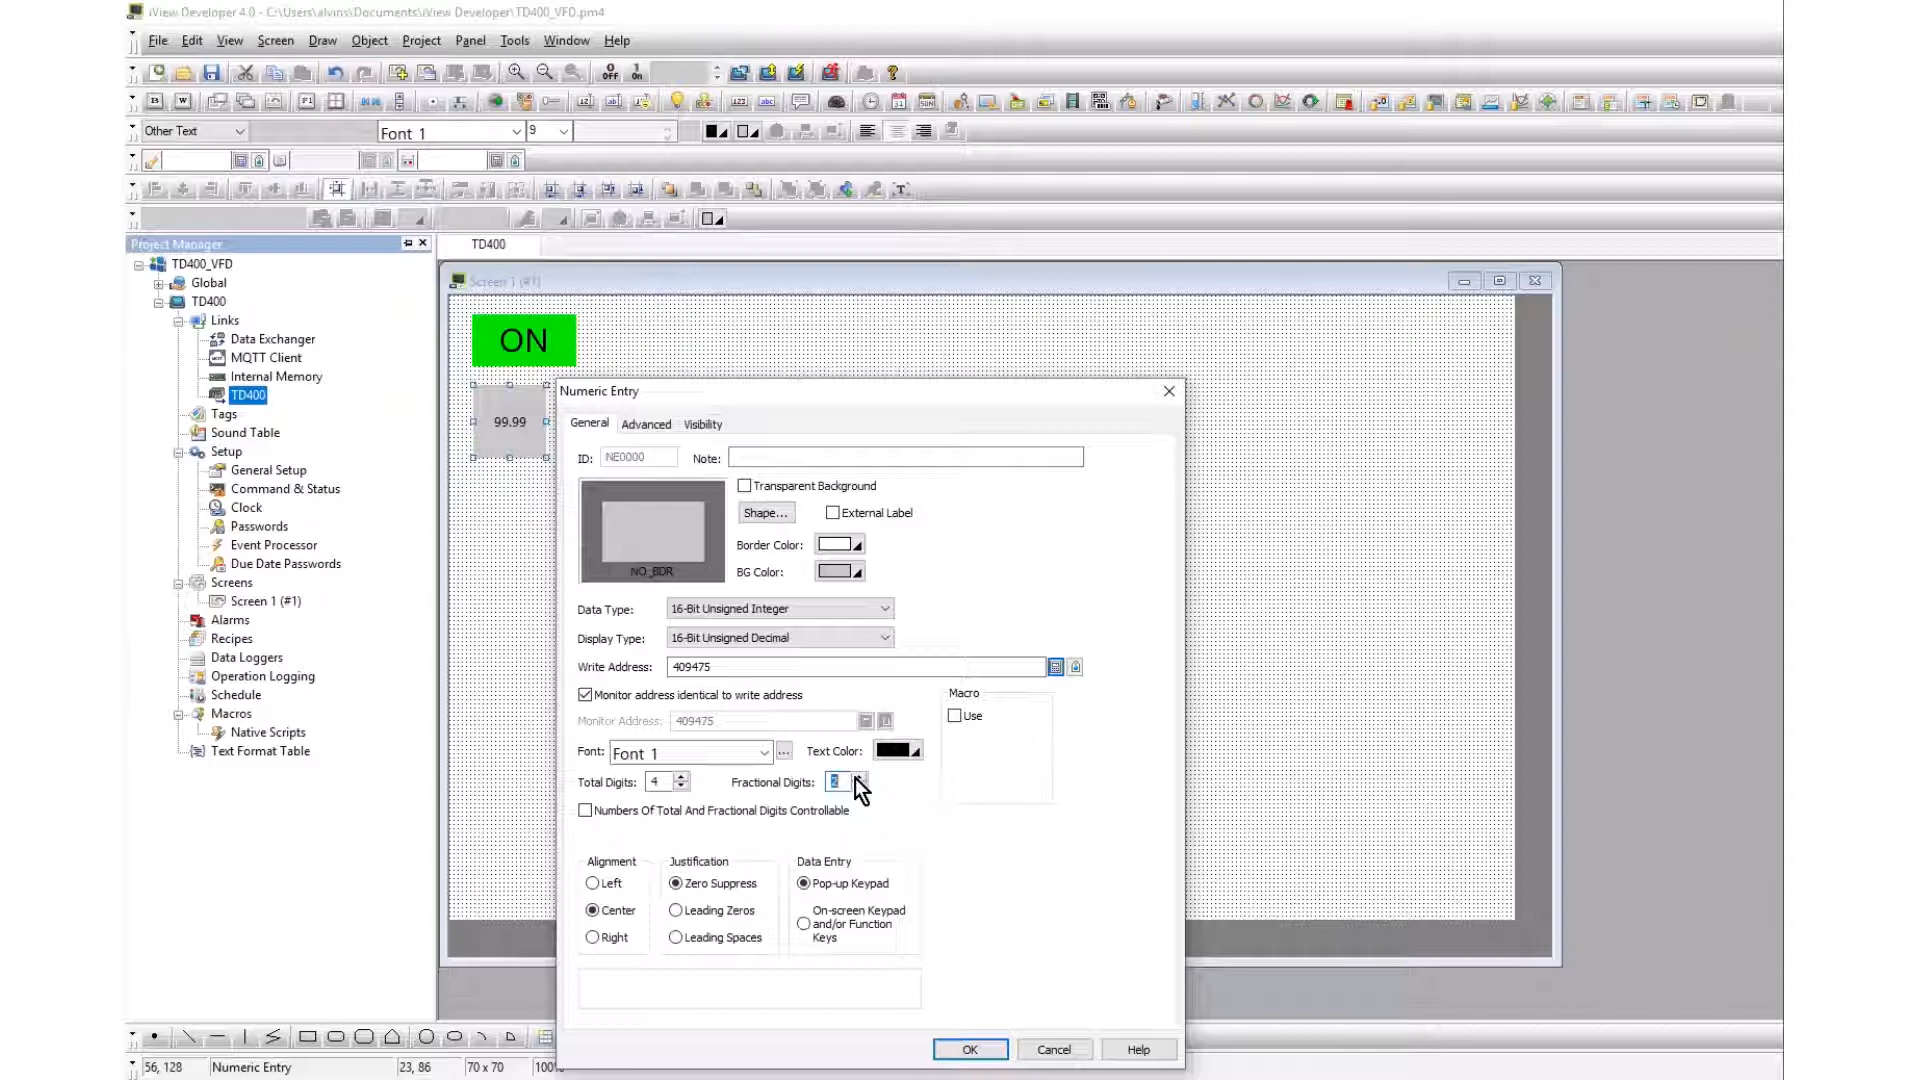 iView Developer 4.0 - C:\Users\alvins\Documents\iView Developer\TD400_VFD.pm4
File Edit View Screen Draw Object Project Panel Tools Window Help
Other Text Font 1 9
Project Manager
TD400
TD400_VFD
Global
TD400
Links
Data Exchanger
MQTT Client
Internal Memory
TD400
Tags
Sound Table
Setup
General Setup
Command & Status
Clock
Passwords
Event Processor
Due Date Passwords
Screens
Screen 1 (#1)
Alarms
Recipes
Data Loggers
Operation Logging
Schedule
Macros
Native Scripts
Text Format Table
Screen 1 (#1)
ON
99.99
Numeric Entry
General Advanced Visibility
ID: NE0000 Note:
Transparent Background
Shape... External Label
Border Color:
BG Color:
NO_BDR
Data Type: 16-Bit Unsigned Integer
Display Type: 16-Bit Unsigned Decimal
Write Address: 409475
Monitor address identical to write address
Monitor Address: 409475
Macro
Use
Font: Font 1 ... Text Color:
Total Digits: 4 Fractional Digits: 2
Numbers Of Total And Fractional Digits Controllable
Alignment
Left
Center
Right
Justification
Zero Suppress
Leading Zeros
Leading Spaces
Data Entry
Pop-up Keypad
On-screen Keypad
and/or Function
Keys
OK Cancel Help
56, 128 Numeric Entry 23, 86 70 x 70 100%